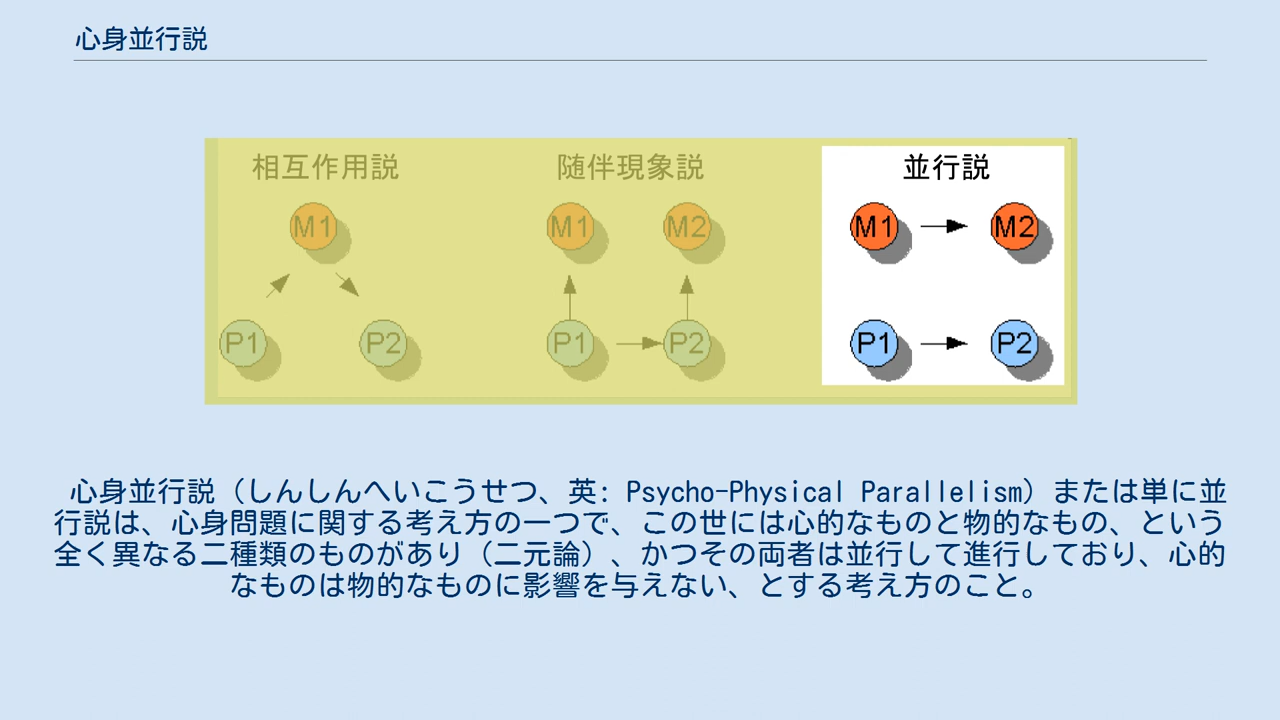 心身並行説
相互作用説 随伴現象説 並行説
M1 M1 M2 M1 M2
P1 P2 P1 P2 P1 P2
心身並行説（しんしんへいこうせつ、英: Psycho-Physical Parallelism）または単に並
行説は、心身問題に関する考え方の一つで、この世には心的なものと物的なもの、という
全く異なる二種類のものがあり（二元論）、かつその両者は並行して進行しており、心的
なものは物的なものに影響を与えない、とする考え方のこと。